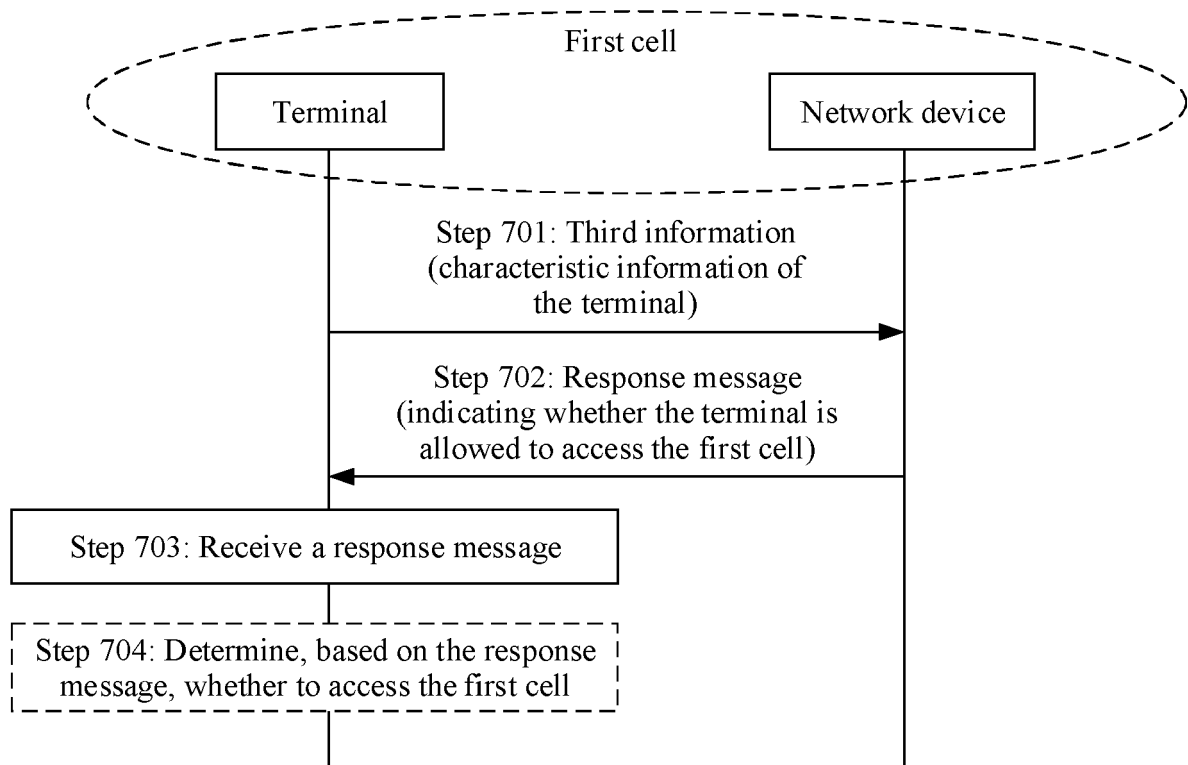 First cell
Terminal
Network device
Step 701: Third information
(characteristic information of
the terminal)
Step 702: Response message
(indicating whether the terminal is
allowed to access the first cell)
Step 703: Receive a response message
Step 704: Determine, based on the response
message, whether to access the first cell